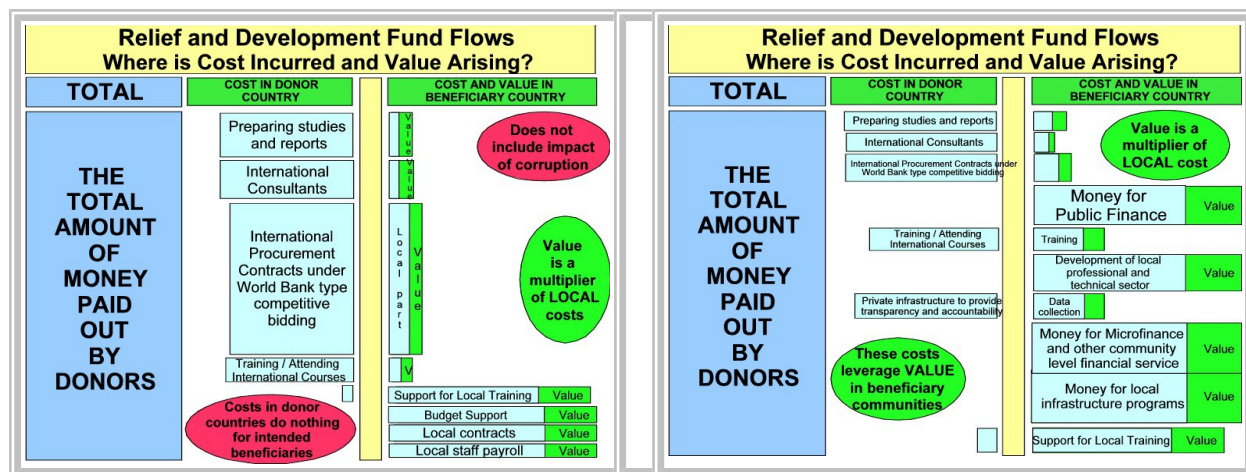 Relief and Development Fund Flows
Where is Cost Incurred and Value Arising?
TOTAL
COST IN DONOR
COUNTRY
COST AND VALUE IN
BENEFICIARY COUNTRY
THE
TOTAL
AMOUNT
OF
MONEY
PAID
OUT
BY
DONORS
Preparing studies
and reports
Value
Does not
include impact
of corruption
International
Consultants
Value
International
Procurement
Contracts under
World Bank type
competitive
bidding
Local part
Value
Value
is a
multiplier
of LOCAL
costs
Training / Attending
International Courses
V
Support for Local Training
Value
Costs in donor
countries do nothing
for intended
beneficiaries
Budget Support
Value
Local contracts
Value
Local staff payroll
Value
Relief and Development Fund Flows
Where is Cost Incurred and Value Arising?
TOTAL
COST IN DONOR
COUNTRY
COST AND VALUE IN
BENEFICIARY COUNTRY
THE
TOTAL
AMOUNT
OF
MONEY
PAID
OUT
BY
DONORS
Preparing studies and reports
International Consultants
International Procurement Contracts under
World Bank type competitive bidding
Value is a
multiplier of
LOCAL cost
Money for
Public Finance
Value
Training / Attending
International Courses
Training
Development of local
professional and
technical sector
Value
Private infrastructure to provide
transparency and accountability
Data
collection
These costs
leverage VALUE
in beneficiary
communities
Money for Microfinance
and other community
level financial service
Value
Money for local
infrastructure programs
Value
Support for Local Training
Value